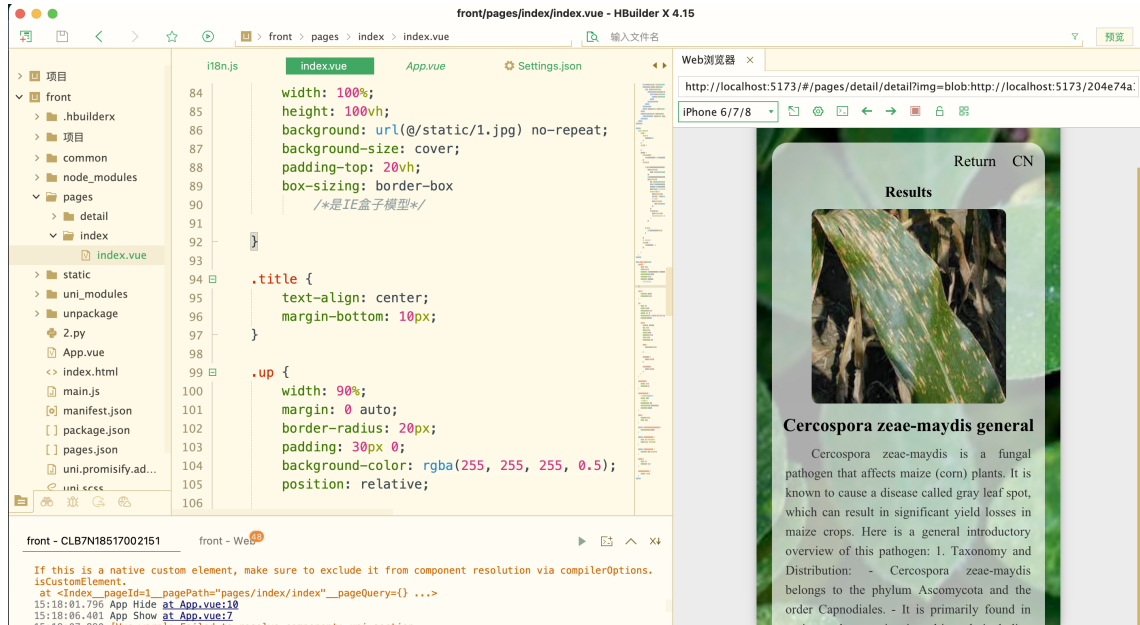 front/pages/index/index.vue - HBuilder X 4.15
front
pages
index
index.vue
输入文件名
预览
项目
front
.hbuilderx
项目
common
node_modules
pages
detail
index
index.vue
static
uni_modules
unpackage
2.py
App.vue
index.html
main.js
manifest.json
package.json
pages.json
uni.promisify.ad...
uni.scss
i18n.js
index.vue
App.vue
Settings.json
84 width: 100%;
85 height: 100vh;
86 background: url(@/static/1.jpg) no-repeat;
87 background-size: cover;
88 padding-top: 20vh;
89 box-sizing: border-box
90 /*是IE盒子模型*/
91
92 }
93
94 .title {
95 text-align: center;
96 margin-bottom: 10px;
97 }
98
99 .up {
100 width: 90%;
101 margin: 0 auto;
102 border-radius: 20px;
103 padding: 30px 0;
104 background-color: rgba(255, 255, 255, 0.5);
105 position: relative;
106
front - CLB7N18517002151
front - Web
48
If this is a native custom element, make sure to exclude it from component resolution via compilerOptions.
isCustomElement.
at <Index__pageId=1__pagePath="pages/index/index"__pageQuery={} ...>
15:18:01.796 App Hide at App.vue:10
15:18:06.401 App Show at App.vue:7
Web浏览器
http://localhost:5173/#/pages/detail/detail?img=blob:http://localhost:5173/204e74a
iPhone 6/7/8
Return CN
Results
Cercospora zeae-maydis general
Cercospora zeae-maydis is a fungal
pathogen that affects maize (corn) plants. It is
known to cause a disease called gray leaf spot,
which can result in significant yield losses in
maize crops. Here is a general introductory
overview of this pathogen: 1. Taxonomy and
Distribution: - Cercospora zeae-maydis
belongs to the phylum Ascomycota and the
order Capnodiales. - It is primarily found in